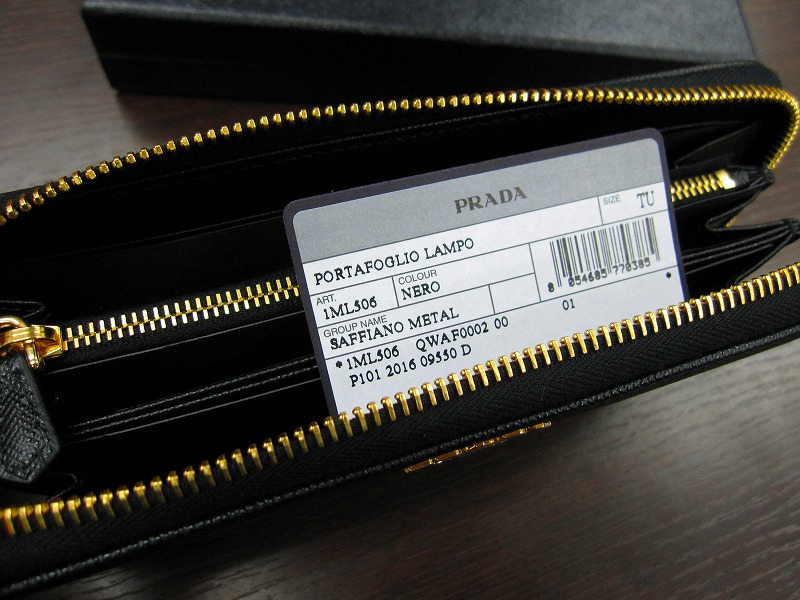 PRADA
PORTAFOGLIO LAMPO
SIZE TU
ART. 1ML506
COLOUR NERO
8 054685 770385
GROUP NAME
SAFFIANO METAL
*1ML506 QWAF0002 00 01 *
P101 2016 09550 D